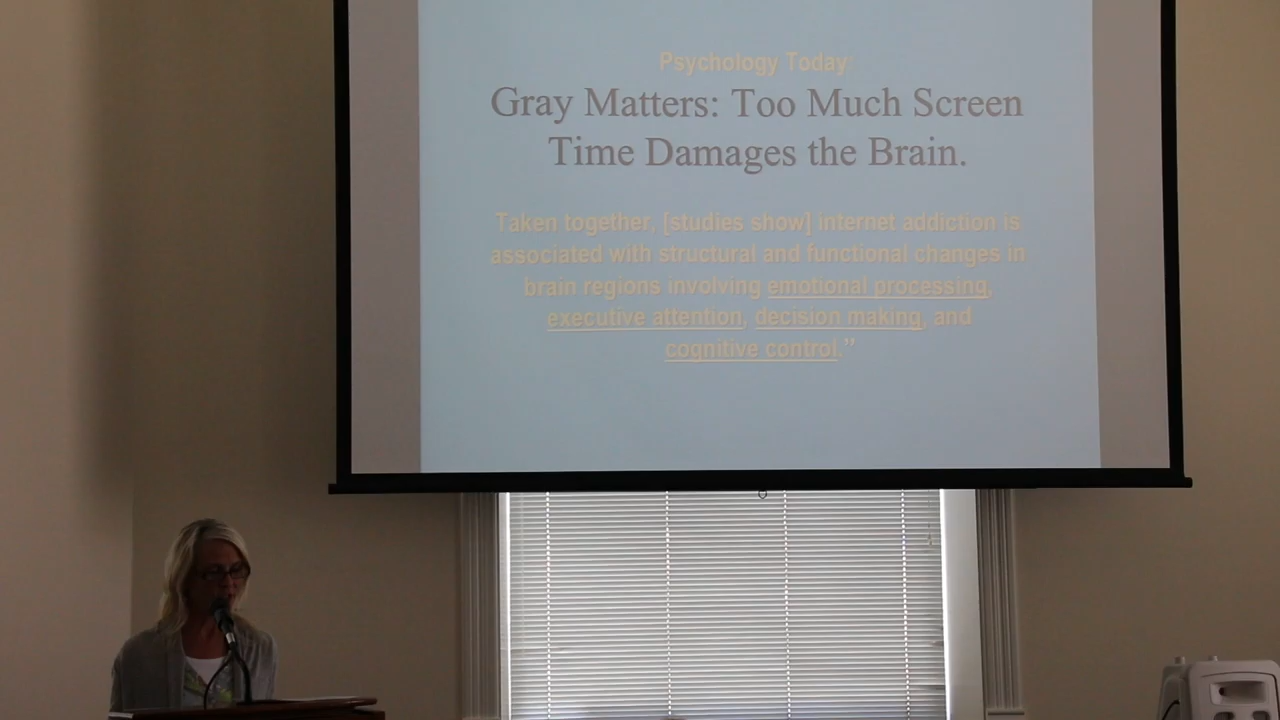 Psychology Today:
Gray Matters: Too Much Screen
Time Damages the Brain.
Taken together, [studies show] internet addiction is
associated with structural and functional changes in
brain regions involving emotional processing,
executive attention, decision making, and
cognitive control.”